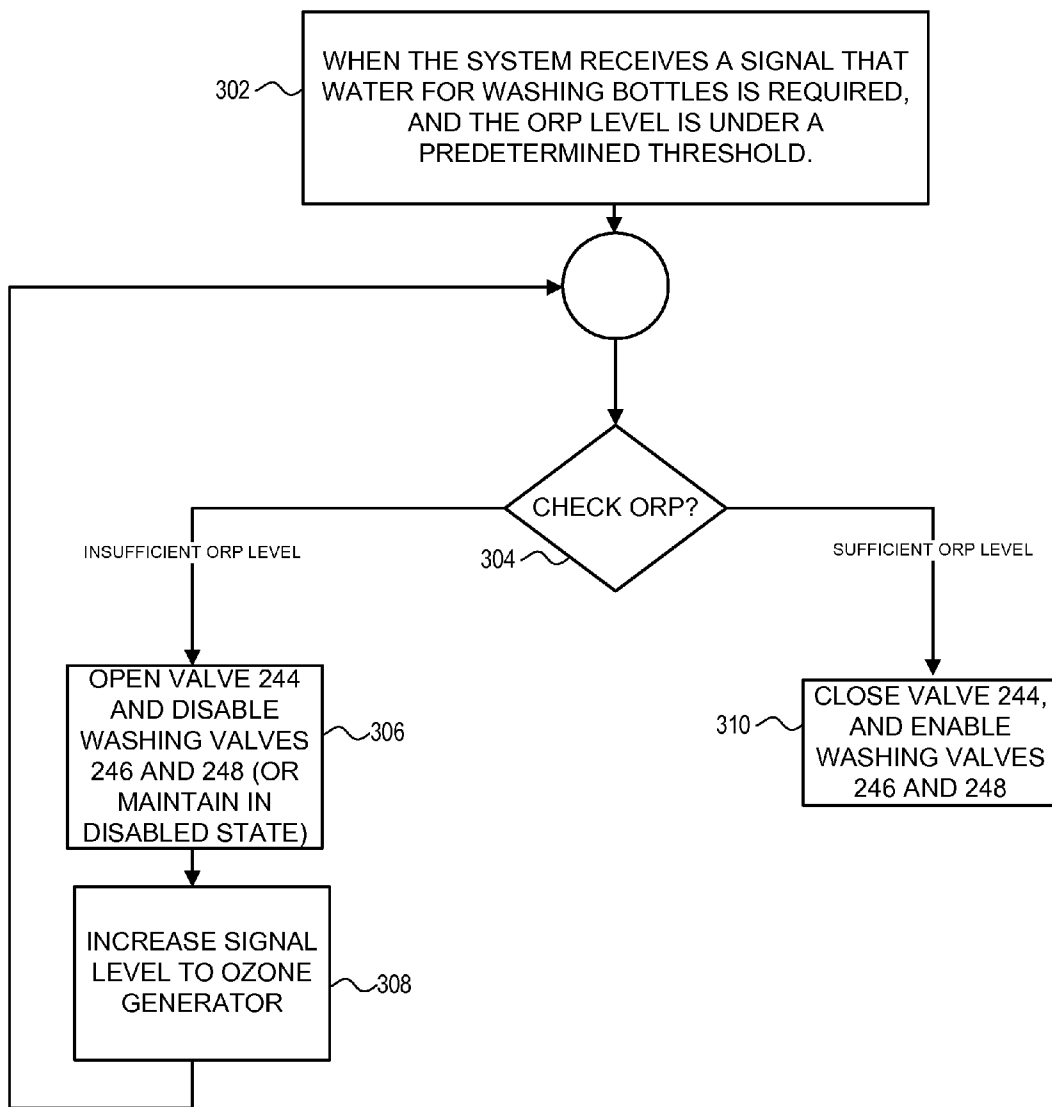 WHEN THE SYSTEM RECEIVES A SIGNAL THAT
WATER FOR WASHING BOTTLES IS REQUIRED,
AND THE ORP LEVEL IS UNDER A
PREDETERMINED THRESHOLD.
302
CHECK ORP?
304
INSUFFICIENT ORP LEVEL
SUFFICIENT ORP LEVEL
OPEN VALVE 244
AND DISABLE
WASHING VALVES
246 AND 248 (OR
MAINTAIN IN
DISABLED STATE)
306
310
CLOSE VALVE 244,
AND ENABLE
WASHING VALVES
246 AND 248
INCREASE SIGNAL
LEVEL TO OZONE
GENERATOR
308